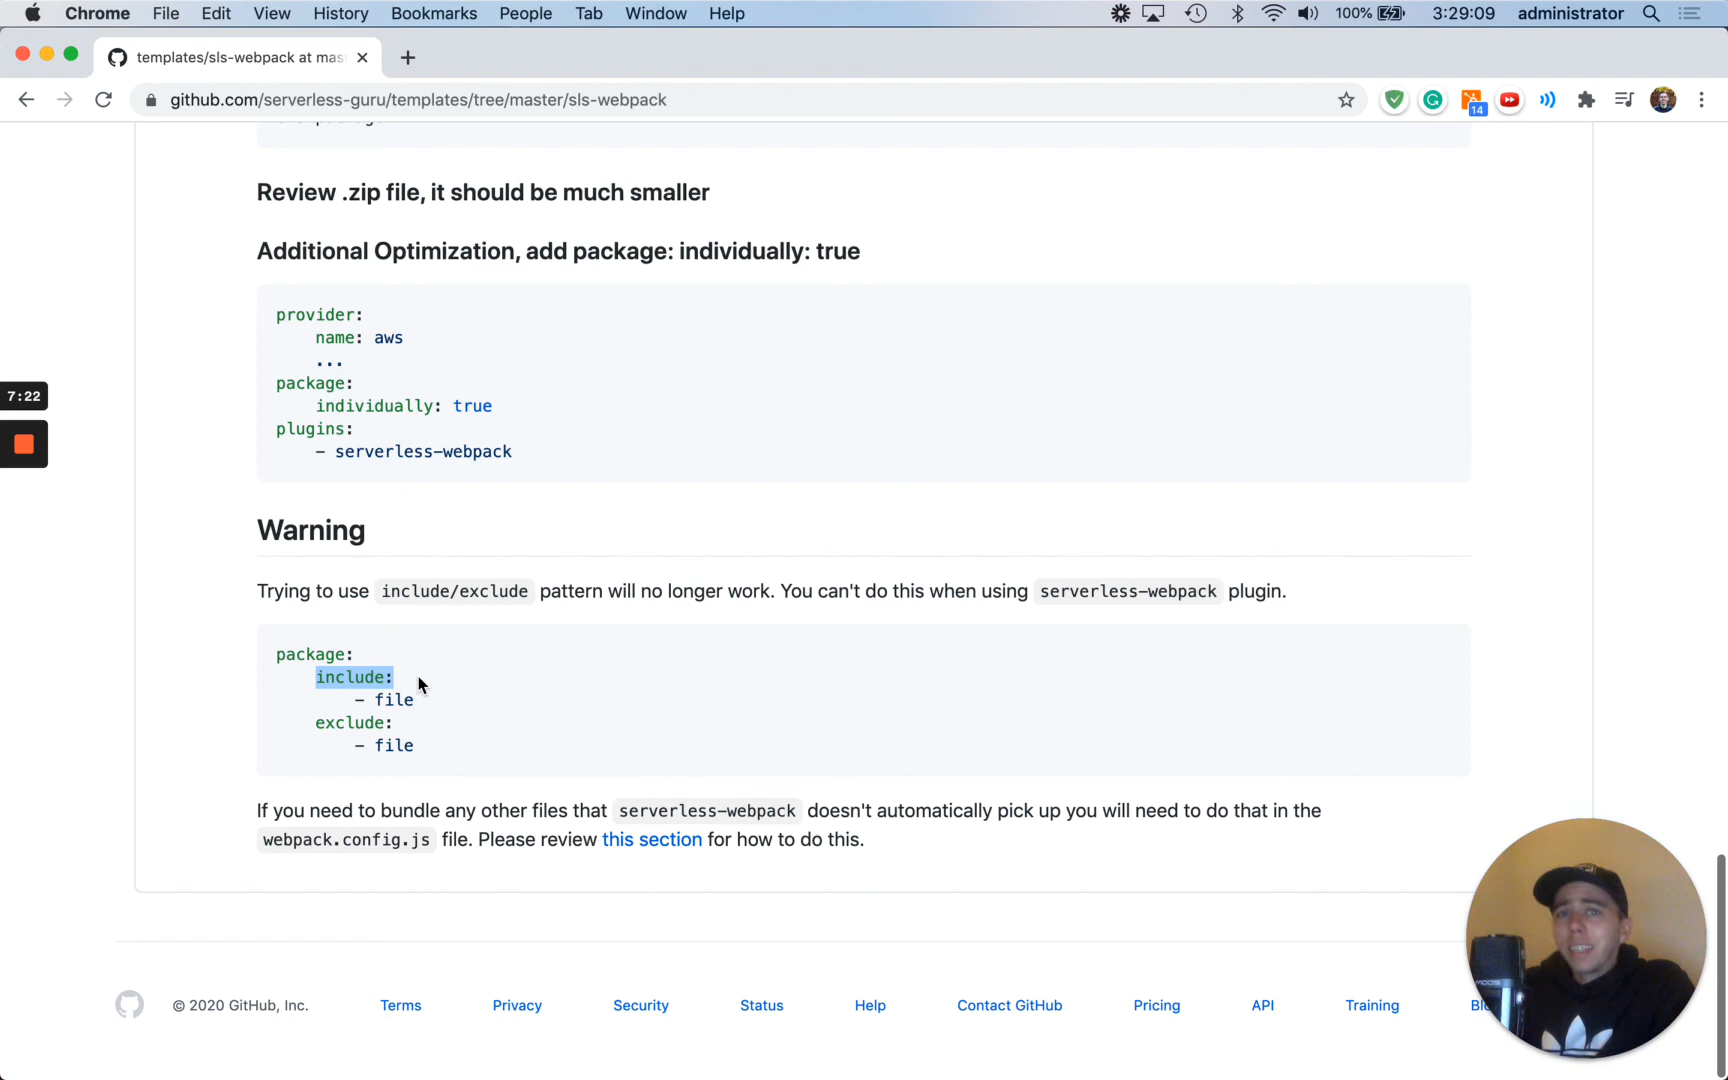 Chrome File Edit View History Bookmarks People Tab Window Help 100% 3:29:09 administrator
templates/sls-webpack at mas
github.com/serverless-guru/templates/tree/master/sls-webpack
14
Review .zip file, it should be much smaller
Additional Optimization, add package: individually: true
provider:
name: aws
...
package:
individually: true
plugins:
- serverless-webpack
7:22
Warning
Trying to use include/exclude pattern will no longer work. You can't do this when using serverless-webpack plugin.
package:
include:
- file
exclude:
- file
If you need to bundle any other files that serverless-webpack doesn't automatically pick up you will need to do that in the
webpack.config.js file. Please review this section for how to do this.
© 2020 GitHub, Inc. Terms Privacy Security Status Help Contact GitHub Pricing API Training